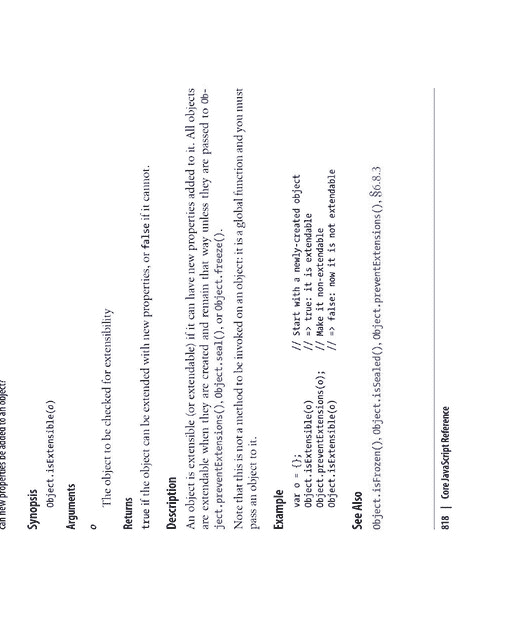 can new properties be added to an object?
Synopsis
Object.isExtensible(o)
Arguments
o
The object to be checked for extensibility
Returns
true if the object can be extended with new properties, or false if it cannot.
Description
An object is extensible (or extendable) if it can have new properties added to it. All objects
are extendable when they are created and remain that way unless they are passed to Ob-
ject.preventExtensions(), Object.seal(), or Object.freeze().
Note that this is not a method to be invoked on an object: it is a global function and you must
pass an object to it.
Example
var o = {}; // Start with a newly-created object
Object.isExtensible(o) // => true: it is extendable
Object.preventExtensions(o); // Make it non-extendable
Object.isExtensible(o) // => false: now it is not extendable
See Also
Object.isFrozen(), Object.isSealed(), Object.preventExtensions(), §6.8.3
818 | Core JavaScript Reference